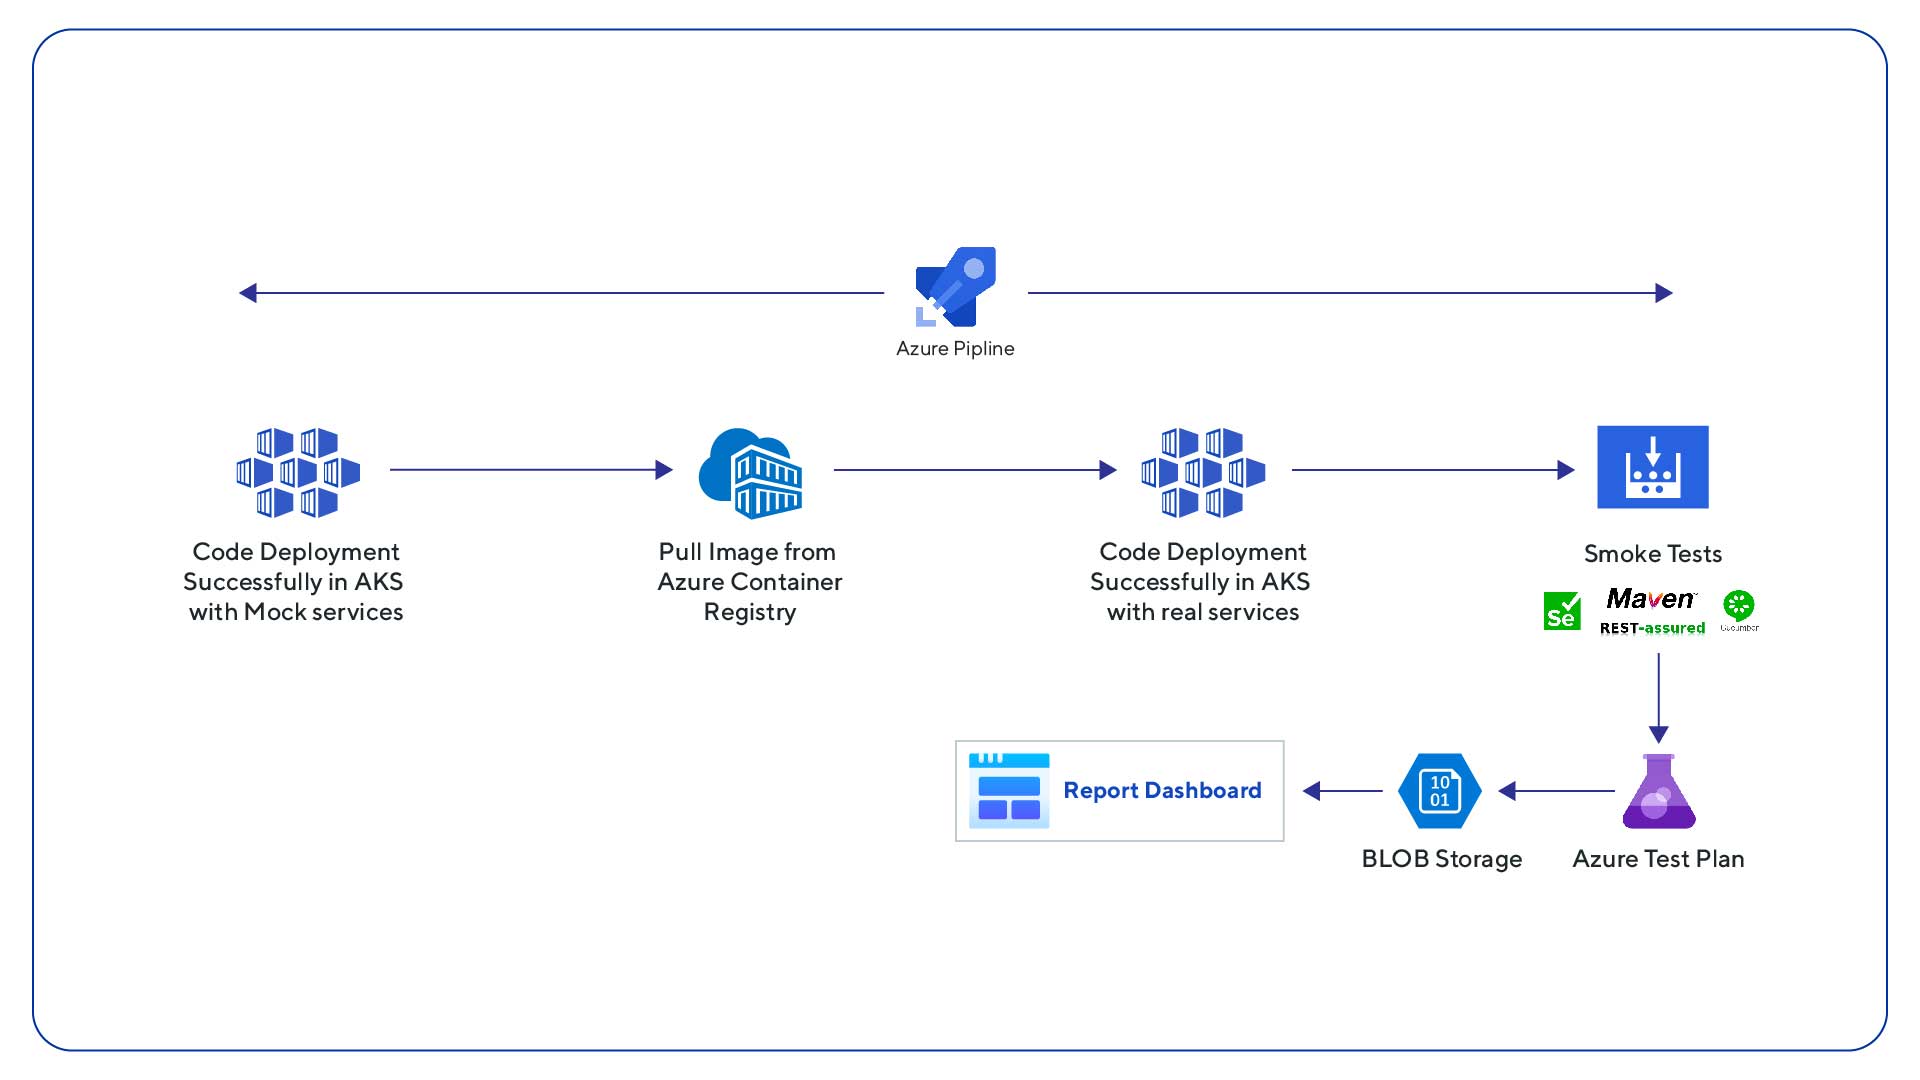 Azure Pipline
Code Deployment
Successfully in AKS
with Mock services
Pull Image from
Azure Container
Registry
Code Deployment
Successfully in AKS
with real services
Smoke Tests
Se
Maven™
REST-assured
Cucumber
10
01
Report Dashboard
BLOB Storage
Azure Test Plan